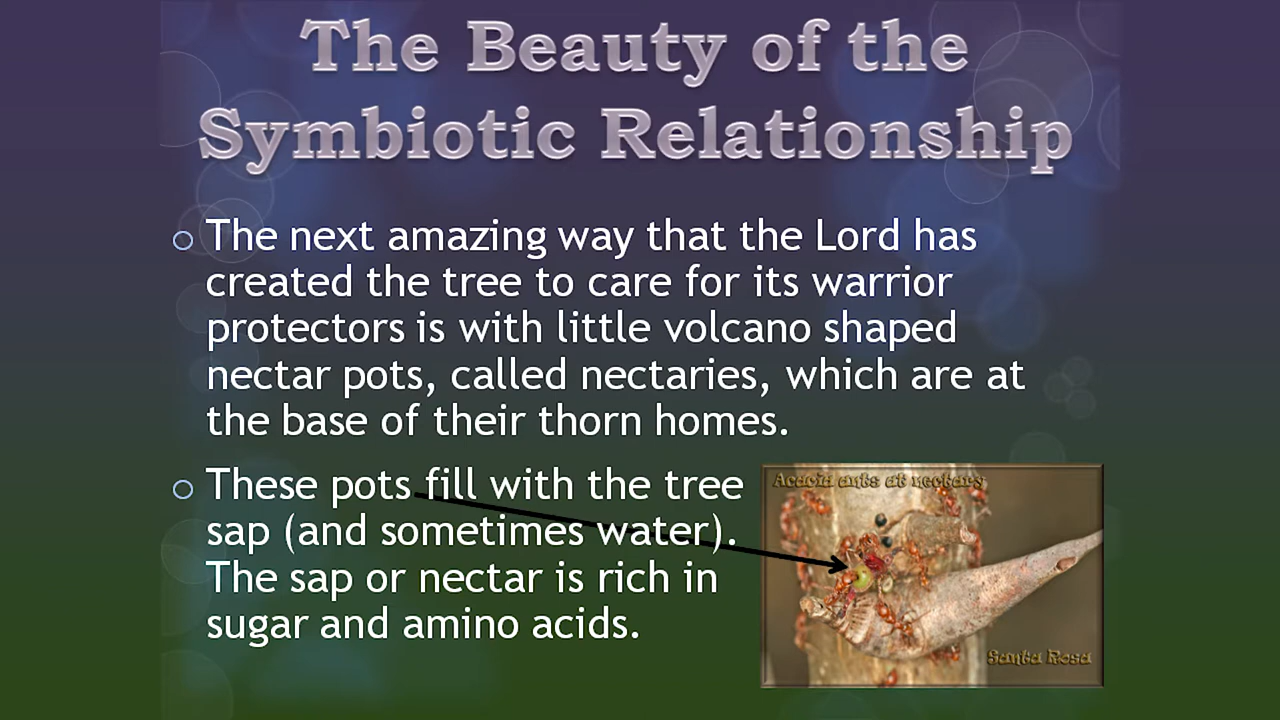 The Beauty of the
Symbiotic Relationship
The next amazing way that the Lord has
created the tree to care for its warrior
protectors is with little volcano shaped
nectar pots, called nectaries, which are at
the base of their thorn homes.
These pots fill with the tree
sap (and sometimes water).
The sap or nectar is rich in
sugar and amino acids.
Acacia ants at nectary
Santa Rosa